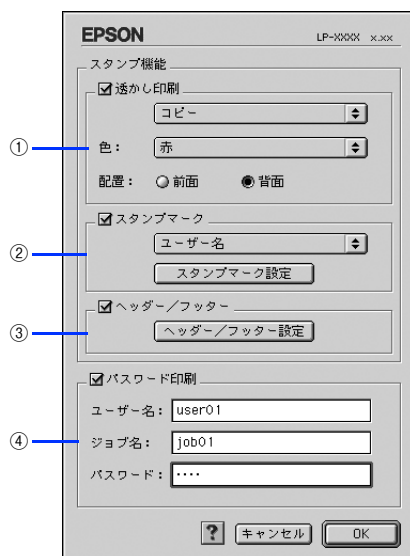 EPSON LP-XXXX x.xx
スタンプ機能
透かし印刷
コピー
① 色： 赤
配置： 前面 背面
スタンプマーク
② ユーザー名
スタンプマーク設定
ヘッダー／フッター
③ ヘッダー／フッター設定
パスワード印刷
ユーザー名： user01
④ ジョブ名： job01
パスワード： ････
? キャンセル OK